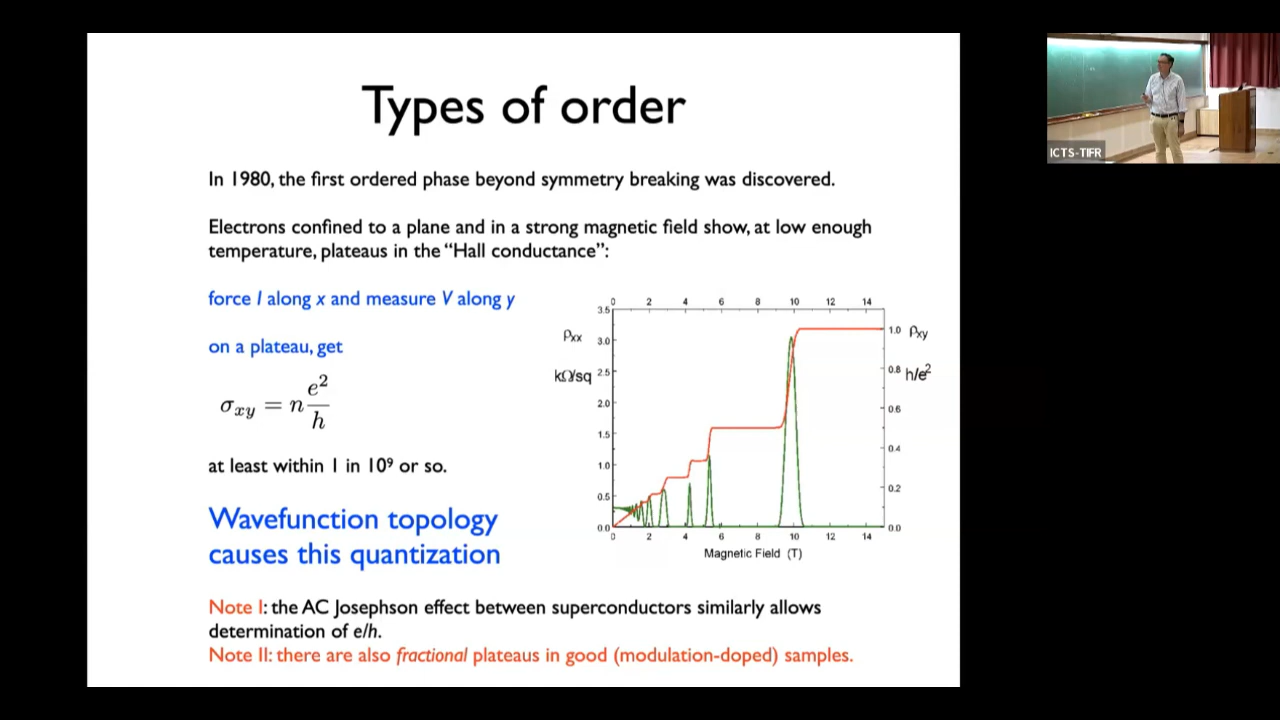 Types of order
In 1980, the first ordered phase beyond symmetry breaking was discovered.
Electrons confined to a plane and in a strong magnetic field show, at low enough
temperature, plateaus in the “Hall conductance”:
force I along x and measure V along y
on a plateau, get
σxy = n e²/h
at least within 1 in 10⁹ or so.
Wavefunction topology
causes this quantization
0 2 4 6 8 10 12 14
3.5
ρxx 3.0
kΩ/sq 2.5
2.0
1.5
1.0
0.5
0.0
1.0 ρxy
0.8 h/e²
0.6
0.4
0.2
0.0
0 2 4 6 8 10 12 14
Magnetic Field (T)
Note I: the AC Josephson effect between superconductors similarly allows
determination of e/h.
Note II: there are also fractional plateaus in good (modulation-doped) samples.
ICTS-TIFR